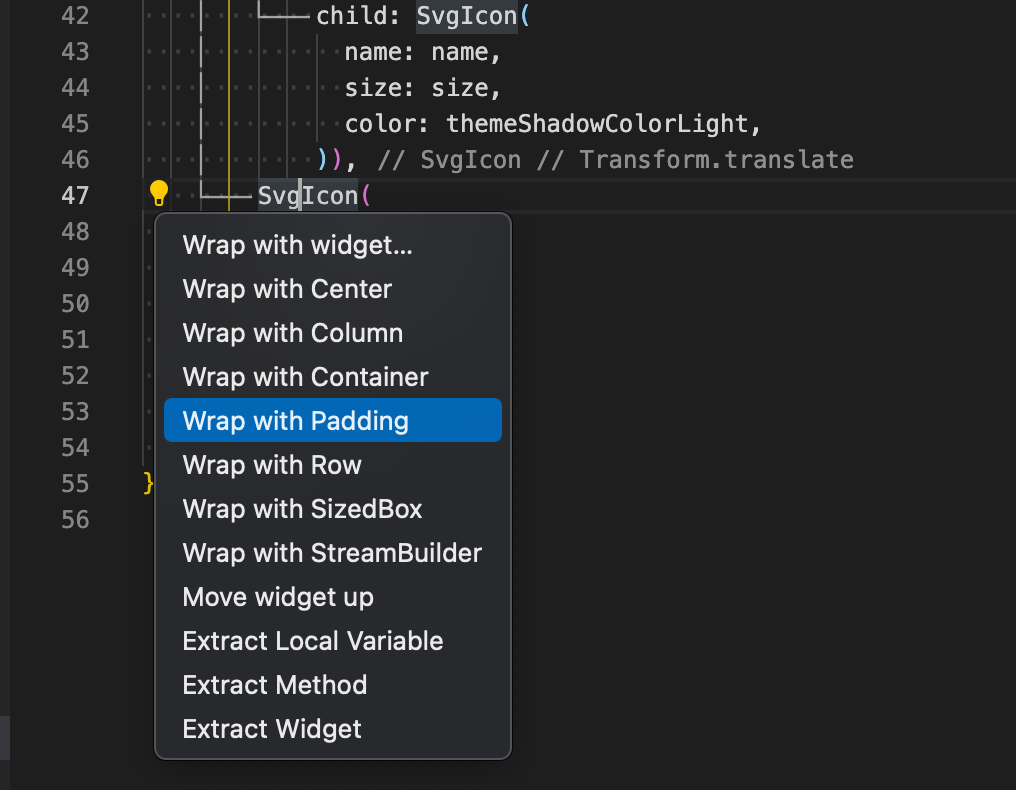 42 child: SvgIcon(
43 name: name,
44 size: size,
45 color: themeShadowColorLight,
46 )), // SvgIcon // Transform.translate
47 SvgIcon(
48
49
50
51
52
53
54
55 }
56
Wrap with widget...
Wrap with Center
Wrap with Column
Wrap with Container
Wrap with Padding
Wrap with Row
Wrap with SizedBox
Wrap with StreamBuilder
Move widget up
Extract Local Variable
Extract Method
Extract Widget